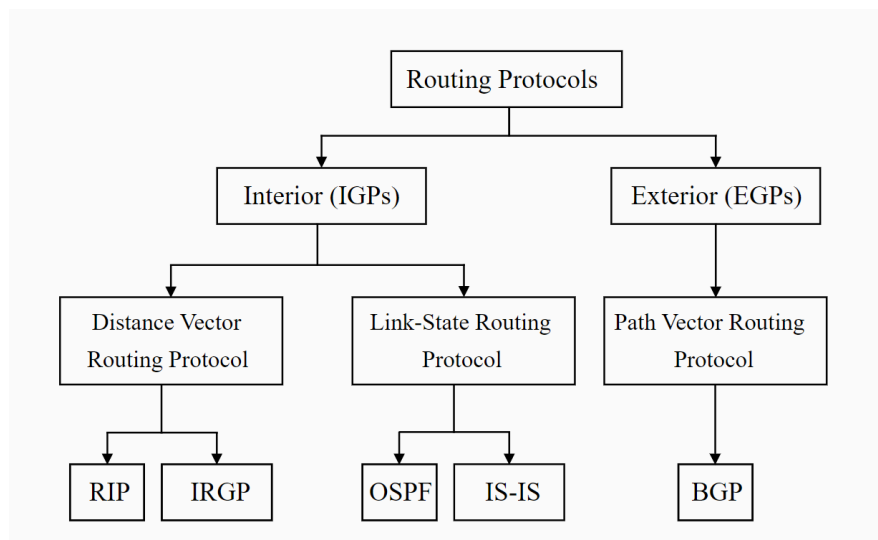 Routing Protocols
Interior (IGPs)
Exterior (EGPs)
Distance Vector
Routing Protocol
Link-State Routing
Protocol
Path Vector Routing
Protocol
RIP
IRGP
OSPF
IS-IS
BGP